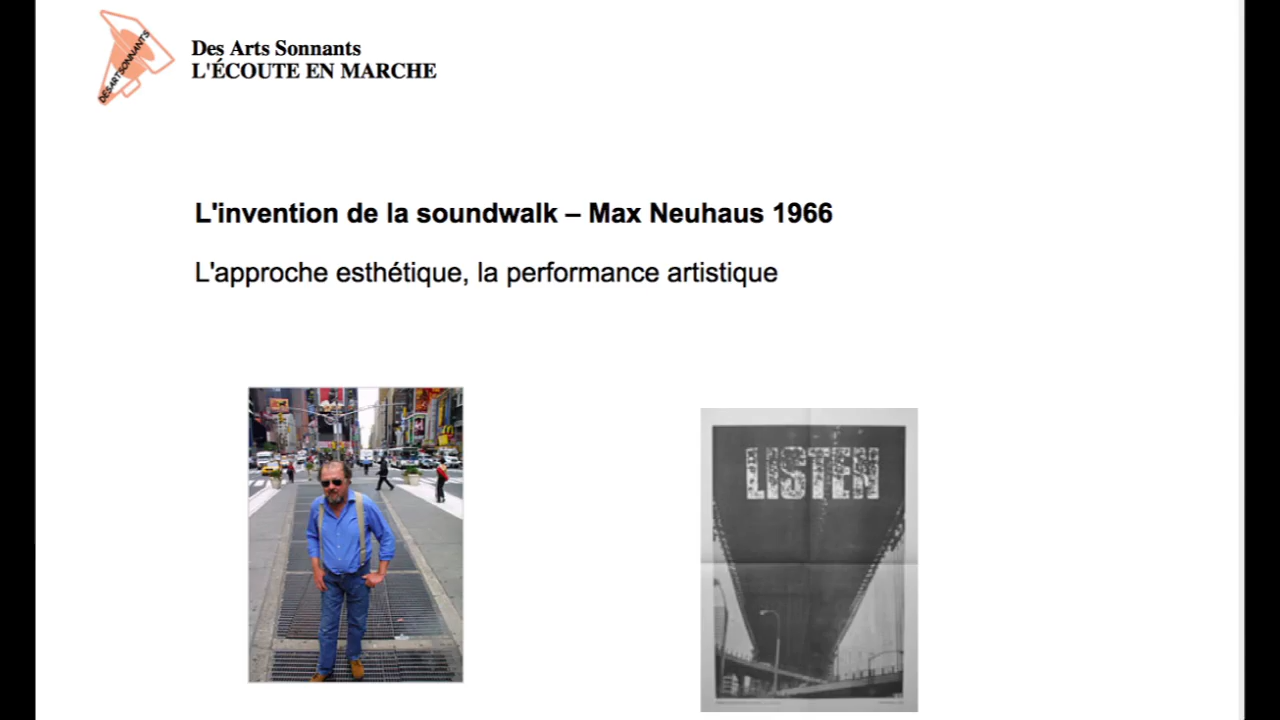 DESARTSONNANTS
Des Arts Sonnants
L'ÉCOUTE EN MARCHE
L'invention de la soundwalk – Max Neuhaus 1966
L'approche esthétique, la performance artistique
LISTEN